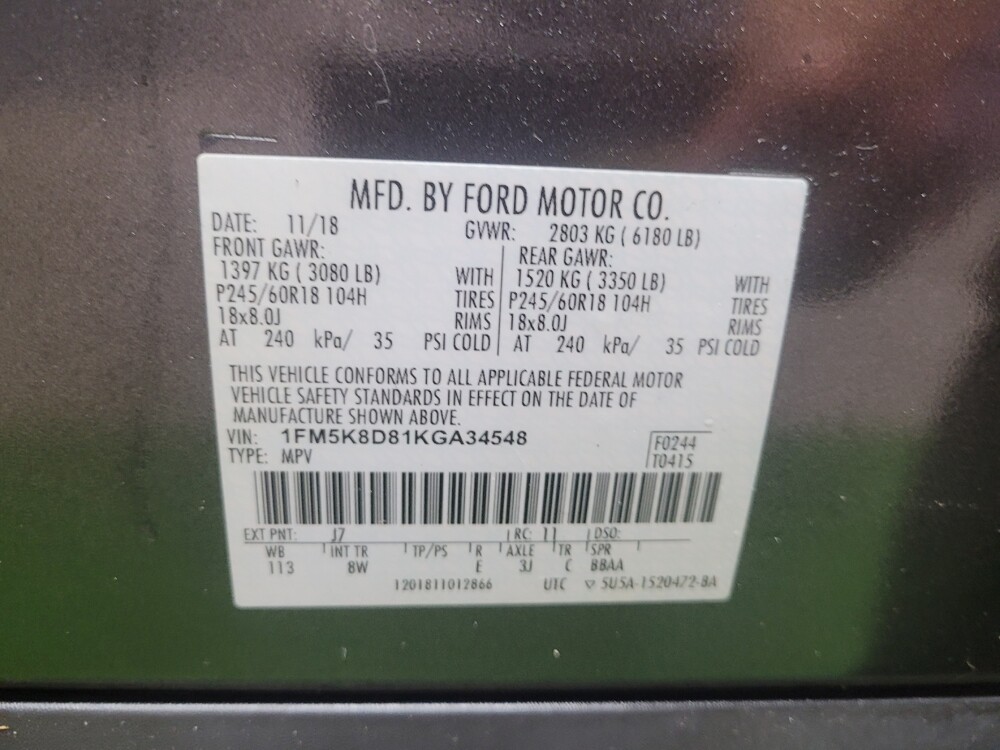 MFD. BY FORD MOTOR CO.
DATE: 11/18 GVWR: 2803 KG ( 6180 LB)
FRONT GAWR: REAR GAWR:
1397 KG ( 3080 LB) WITH 1520 KG ( 3350 LB) WITH
P245/60R18 104H TIRES P245/60R18 104H TIRES
18x8.0J RIMS 18x8.0J RIMS
AT 240 kPa/ 35 PSI COLD AT 240 kPa/ 35 PSI COLD
THIS VEHICLE CONFORMS TO ALL APPLICABLE FEDERAL MOTOR
VEHICLE SAFETY STANDARDS IN EFFECT ON THE DATE OF
MANUFACTURE SHOWN ABOVE.
VIN: 1FM5K8D81KGA34548 F0244
TYPE: MPV T0415
EXT PNT: J7 RC: 11 DSO:
WB INT TR TP/PS R AXLE TR SPR
113 8W E 3J C BBAA
1201811012866 UTC ▽ 5U5A-1520472-BA